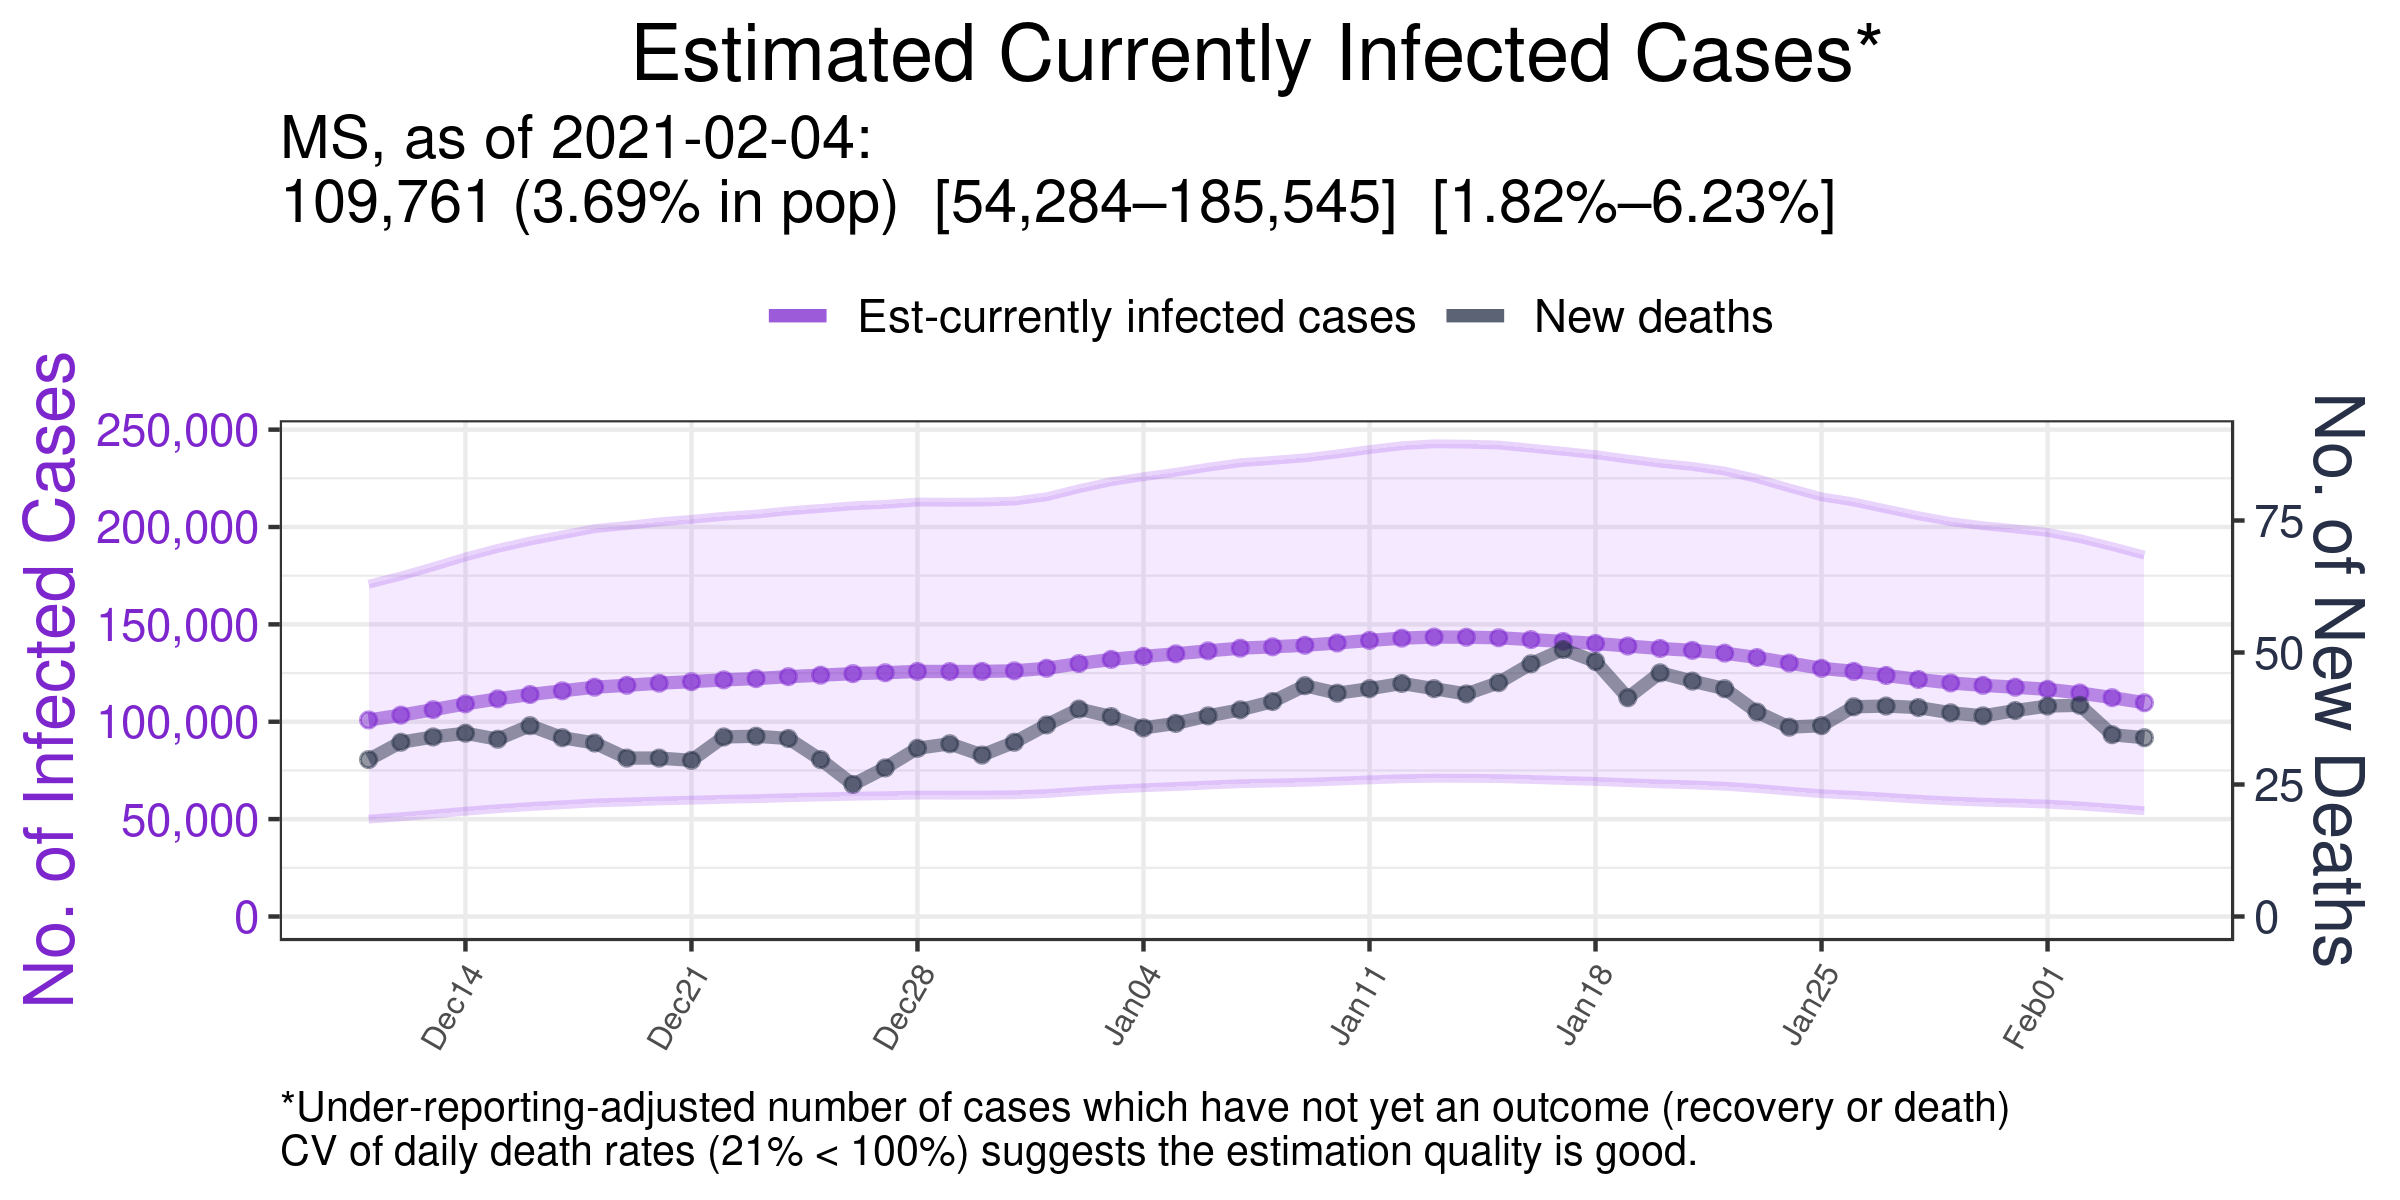 Estimated Currently Infected Cases*
MS, as of 2021-02-04:
109,761 (3.69% in pop)  [54,284–185,545]  [1.82%–6.23%]
Est-currently infected cases
New deaths
No. of Infected Cases
250,000
200,000
150,000
100,000
50,000
0
No. of New Deaths
75
50
25
0
Dec14
Dec21
Dec28
Jan04
Jan11
Jan18
Jan25
Feb01
*Under-reporting-adjusted number of cases which have not yet an outcome (recovery or death)
CV of daily death rates (21% < 100%) suggests the estimation quality is good.